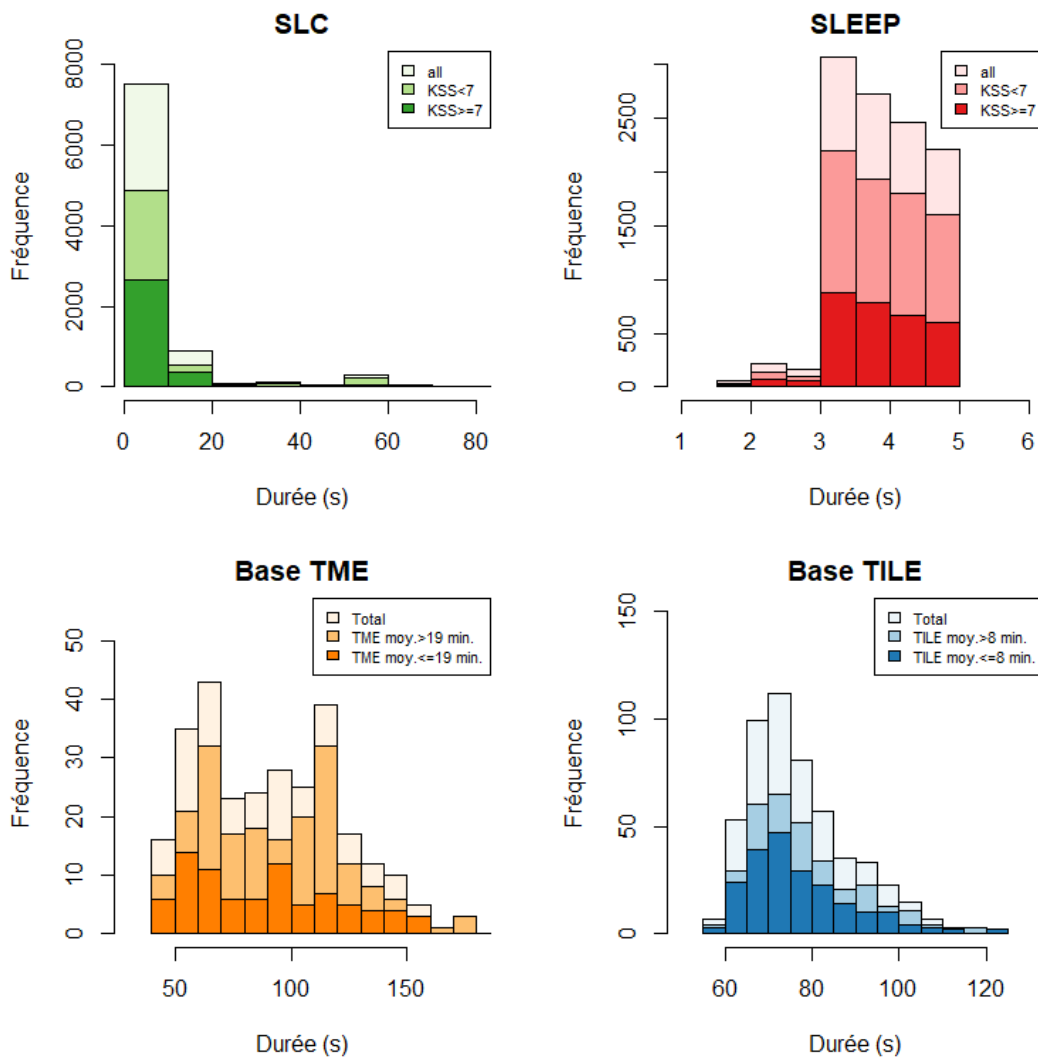 SLC
all
KSS<7
KSS>=7
Fréquence
8000
6000
4000
2000
0
0 20 40 60 80
Durée (s)
SLEEP
all
KSS<7
KSS>=7
Fréquence
2500
1500
500
0
1 2 3 4 5 6
Durée (s)
Base TME
Total
TME moy.>19 min.
TME moy.<=19 min.
Fréquence
50
40
30
20
10
0
50 100 150
Durée (s)
Base TILE
Total
TILE moy.>8 min.
TILE moy.<=8 min.
Fréquence
150
100
50
0
60 80 100 120
Durée (s)